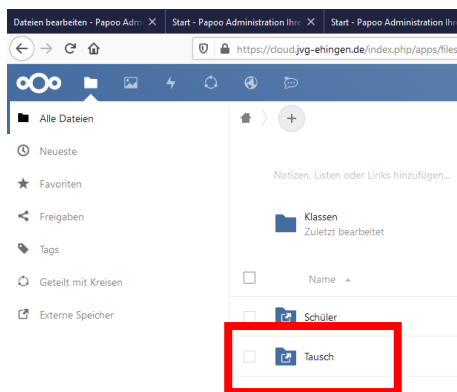 Dateien bearbeiten - Papoo Adm
Start - Papoo Administration Ihre
Start - Papoo Administration Ihr
https://cloud.jvg-ehingen.de/index.php/apps/files
Alle Dateien
Neueste
Favoriten
Freigaben
Tags
Geteilt mit Kreisen
Externe Speicher
Notizen, Listen oder Links hinzufügen...
Klassen
Zuletzt bearbeitet
Name
Schüler
Tausch